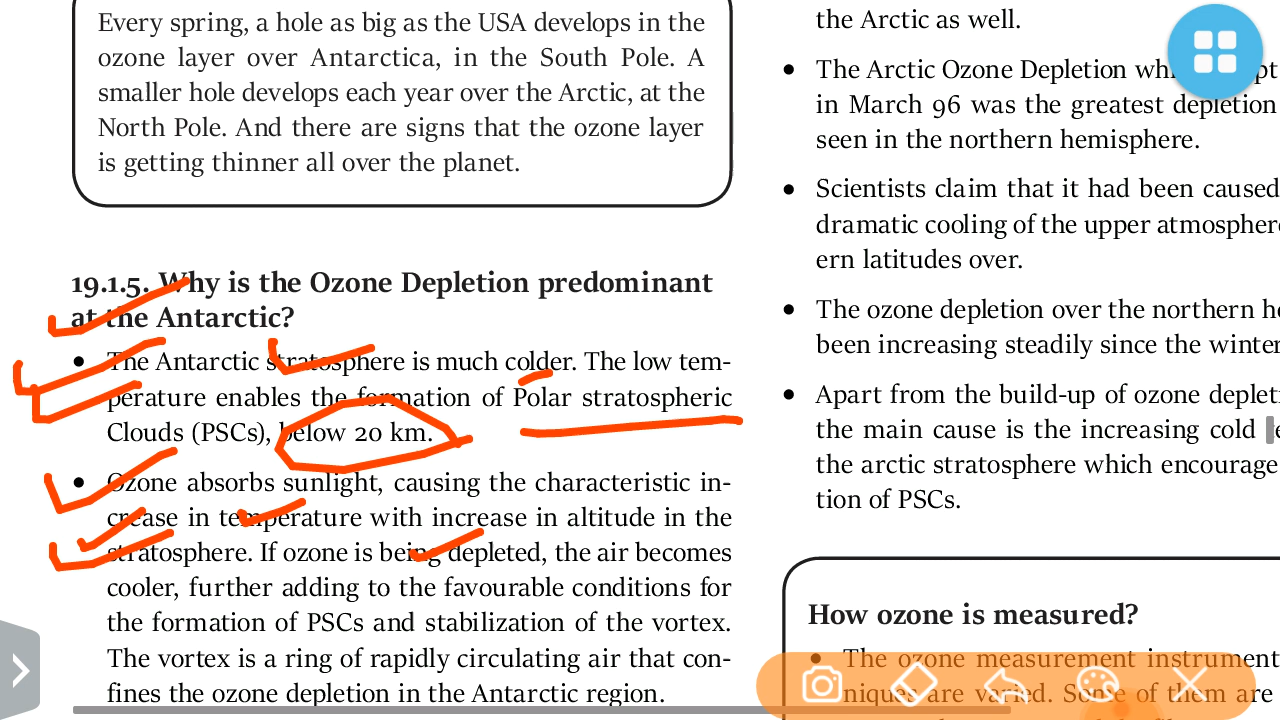 Every spring, a hole as big as the USA develops in the
ozone layer over Antarctica, in the South Pole. A
smaller hole develops each year over the Arctic, at the
North Pole. And there are signs that the ozone layer
is getting thinner all over the planet.
19.1.5. Why is the Ozone Depletion predominant
at the Antarctic?
• The Antarctic stratosphere is much colder. The low tem-
perature enables the formation of Polar stratospheric
Clouds (PSCs), below 20 km.
• Ozone absorbs sunlight, causing the characteristic in-
crease in temperature with increase in altitude in the
stratosphere. If ozone is being depleted, the air becomes
cooler, further adding to the favourable conditions for
the formation of PSCs and stabilization of the vortex.
The vortex is a ring of rapidly circulating air that con-
fines the ozone depletion in the Antarctic region.
the Arctic as well.
• The Arctic Ozone Depletion
in March 96 was the greatest depletion
seen in the northern hemisphere.
• Scientists claim that it had been caused
dramatic cooling of the upper
ern latitudes over.
• The ozone depletion over the northern
been increasing steadily since the winter
• Apart from the build-up of ozone
the main cause is the increasing cold
the arctic stratosphere which encourage
tion of PSCs.
How ozone is measured?
• The ozone measurement instrument
niques are varied. Some of them are